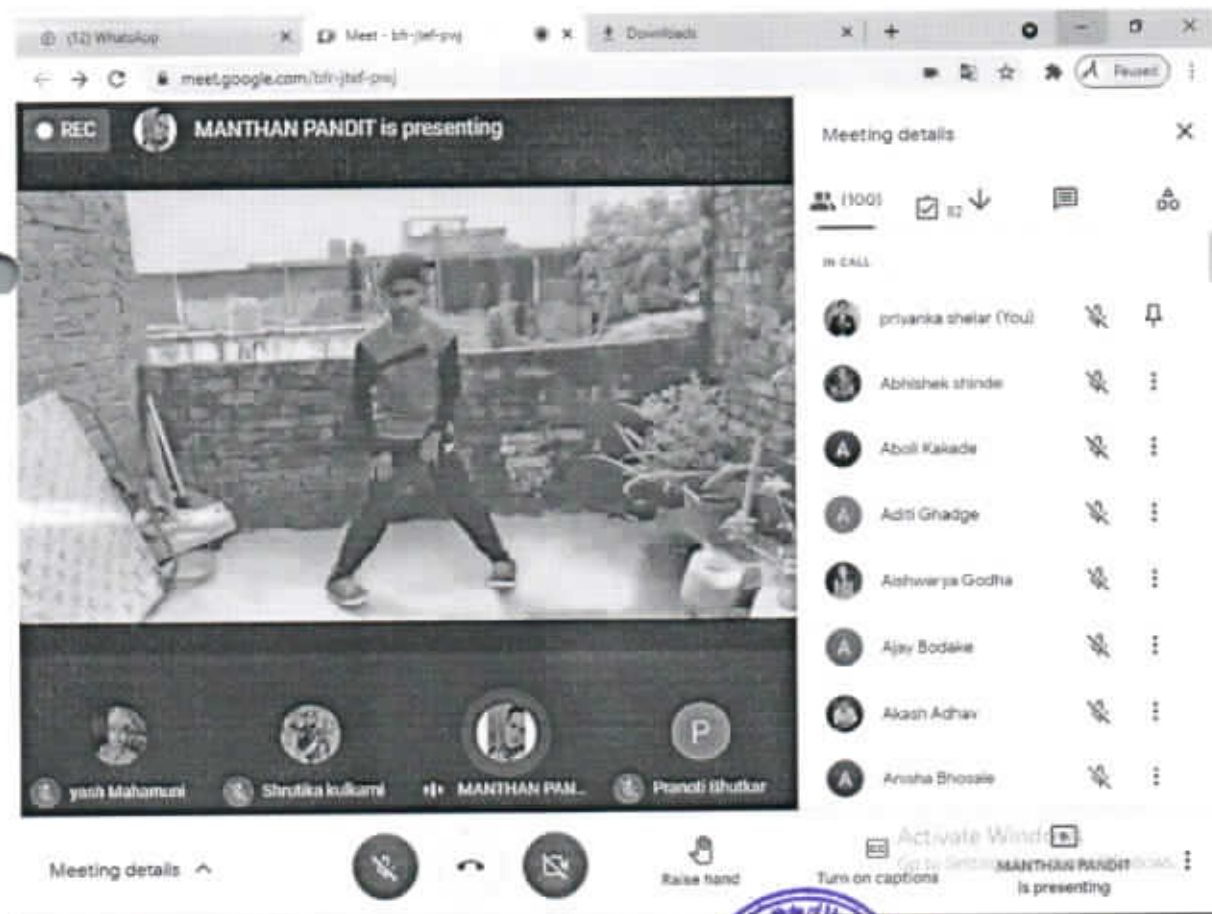 (12) WhatsApp
Meet - bfr-jtef-pwj
Downloads
meet.google.com/bfr-jtef-pwj
Paused
REC
MANTHAN PANDIT is presenting
Meeting details
(100)
82
IN CALL
priyanka shelar (You)
Abhishek shinde
Aboli Kakade
A
Aditi Ghadge
A
Aishwarya Godha
Ajay Bodake
A
Akash Adhav
Anisha Bhosale
A
P
yash Mahamuni
Shrutika kulkarni
MANTHAN PAN...
Pranoti Bhutkar
Activate Windows
Meeting details
Raise hand
Turn on captions
MANTHAN PANDIT
is presenting